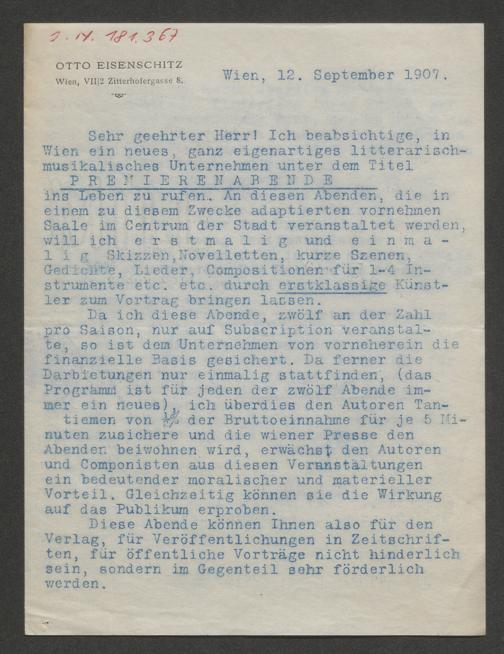 J. N. 181.367
OTTO EISENSCHITZ
Wien, VII|2 Zitterhofergasse 8.
Wien, 12. September 1907.
Sehr geehrter Herr! Ich beabsichtige, in
Wien ein neues, ganz eigenartiges litterarisch-
musikalisches Unternehmen unter dem Titel
P R E M I E R E N A B E N D E
ins Leben zu rufen. An diesen Abenden, die in
einem zu diesem Zwecke adaptierten vornehmen
Saale im Centrum der Stadt veranstaltet werden,
will ich e r s t m a l i g und e i n m a -
l i g Skizzen,Novelletten, kurze Szenen,
Gedichte, Lieder, Compositionen für 1-4 In-
strumente etc. etc. durch erstklassige Künst-
ler zum Vortrag bringen lassen.
Da ich diese Abende, zwölf an der Zahl
pro Saison, nur auf Subscription veranstal-
te, so ist dem Unternehmen von vorneherein die
finanzielle Basis gesichert. Da ferner die
Darbietungen nur einmalig stattfinden, (das
Programm ist für jeden der zwölf Abende im-
mer ein neues), ich überdies den Autoren Tan-
tiemen von der Bruttoeinnahme für je 5 Mi-
nuten zusichere und die wiener Presse den
Abenden beiwohnen wird, erwächst den Autoren
und Componisten aus diesen Veranstaltungen
ein bedeutender moralischer und materieller
Vorteil. Gleichzeitig können sie die Wirkung
auf das Publikum erproben.
Diese Abende können Ihnen also für den
Verlag, für Veröffentlichungen in Zeitschrif-
ten, für öffentliche Vorträge nicht hinderlich
sein, sondern im Gegenteil sehr förderlich
werden.